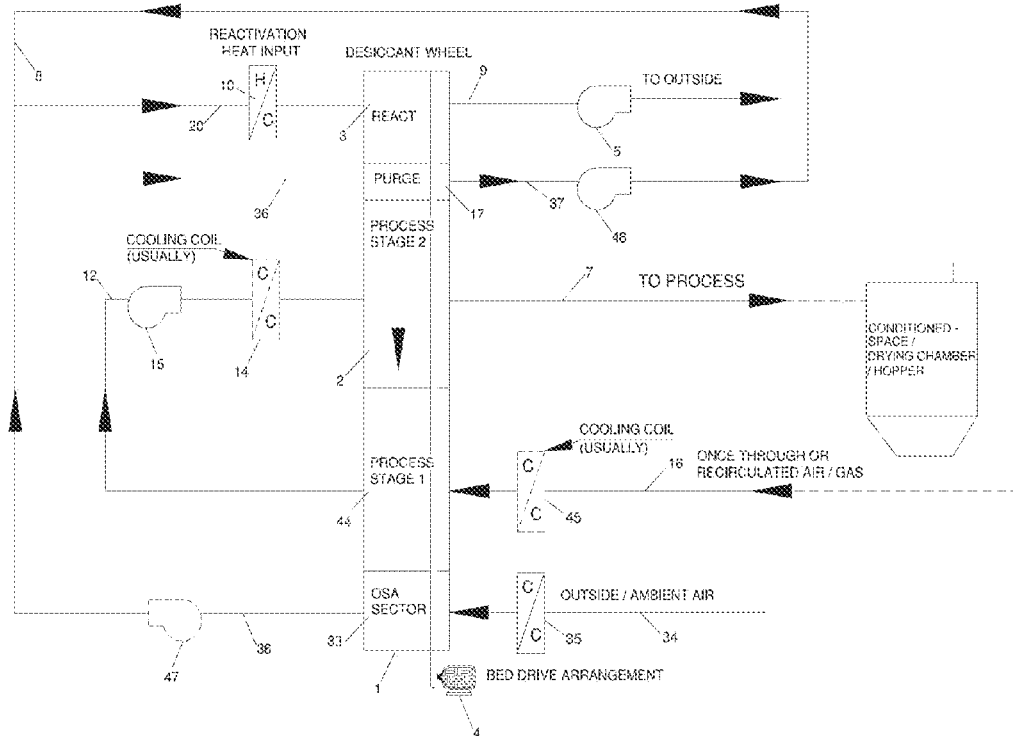 REACTIVATION
HEAT INPUT
DESICCANT WHEEL
8
H
10
C
20
3
REACT
9
TO OUTSIDE
5
PURGE
17
37
46
36
PROCESS
STAGE 2
COOLING COIL
(USUALLY)
C
C
12
15
14
2
7
TO PROCESS
CONDITIONED -
SPACE /
DRYING CHAMBER
/ HOPPER
COOLING COIL
(USUALLY)
PROCESS
STAGE 1
44
C
C
45
16
ONCE THROUGH OR
RECIRCULATED AIR / GAS
OSA
SECTOR
33
C
C
35
OUTSIDE / AMBIENT AIR
34
47
36
1
BED DRIVE ARRANGEMENT
4